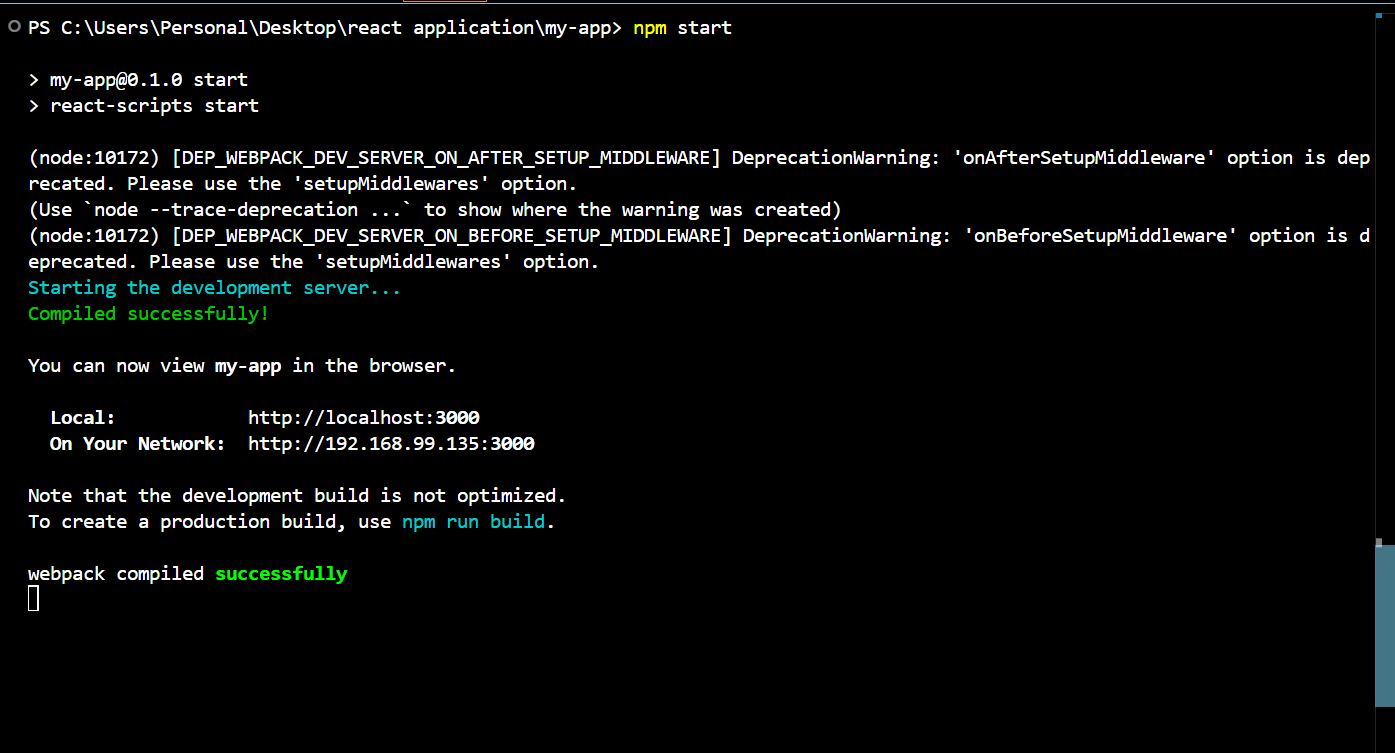 PS C:\Users\Personal\Desktop\react application\my-app> npm start
> my-app@0.1.0 start
> react-scripts start
(node:10172) [DEP_WEBPACK_DEV_SERVER_ON_AFTER_SETUP_MIDDLEWARE] DeprecationWarning: 'onAfterSetupMiddleware' option is dep
recated. Please use the 'setupMiddlewares' option.
(Use `node --trace-deprecation ...` to show where the warning was created)
(node:10172) [DEP_WEBPACK_DEV_SERVER_ON_BEFORE_SETUP_MIDDLEWARE] DeprecationWarning: 'onBeforeSetupMiddleware' option is d
eprecated. Please use the 'setupMiddlewares' option.
Starting the development server...
Compiled successfully!
You can now view my-app in the browser.
Local: http://localhost:3000
On Your Network: http://192.168.99.135:3000
Note that the development build is not optimized.
To create a production build, use npm run build.
webpack compiled successfully